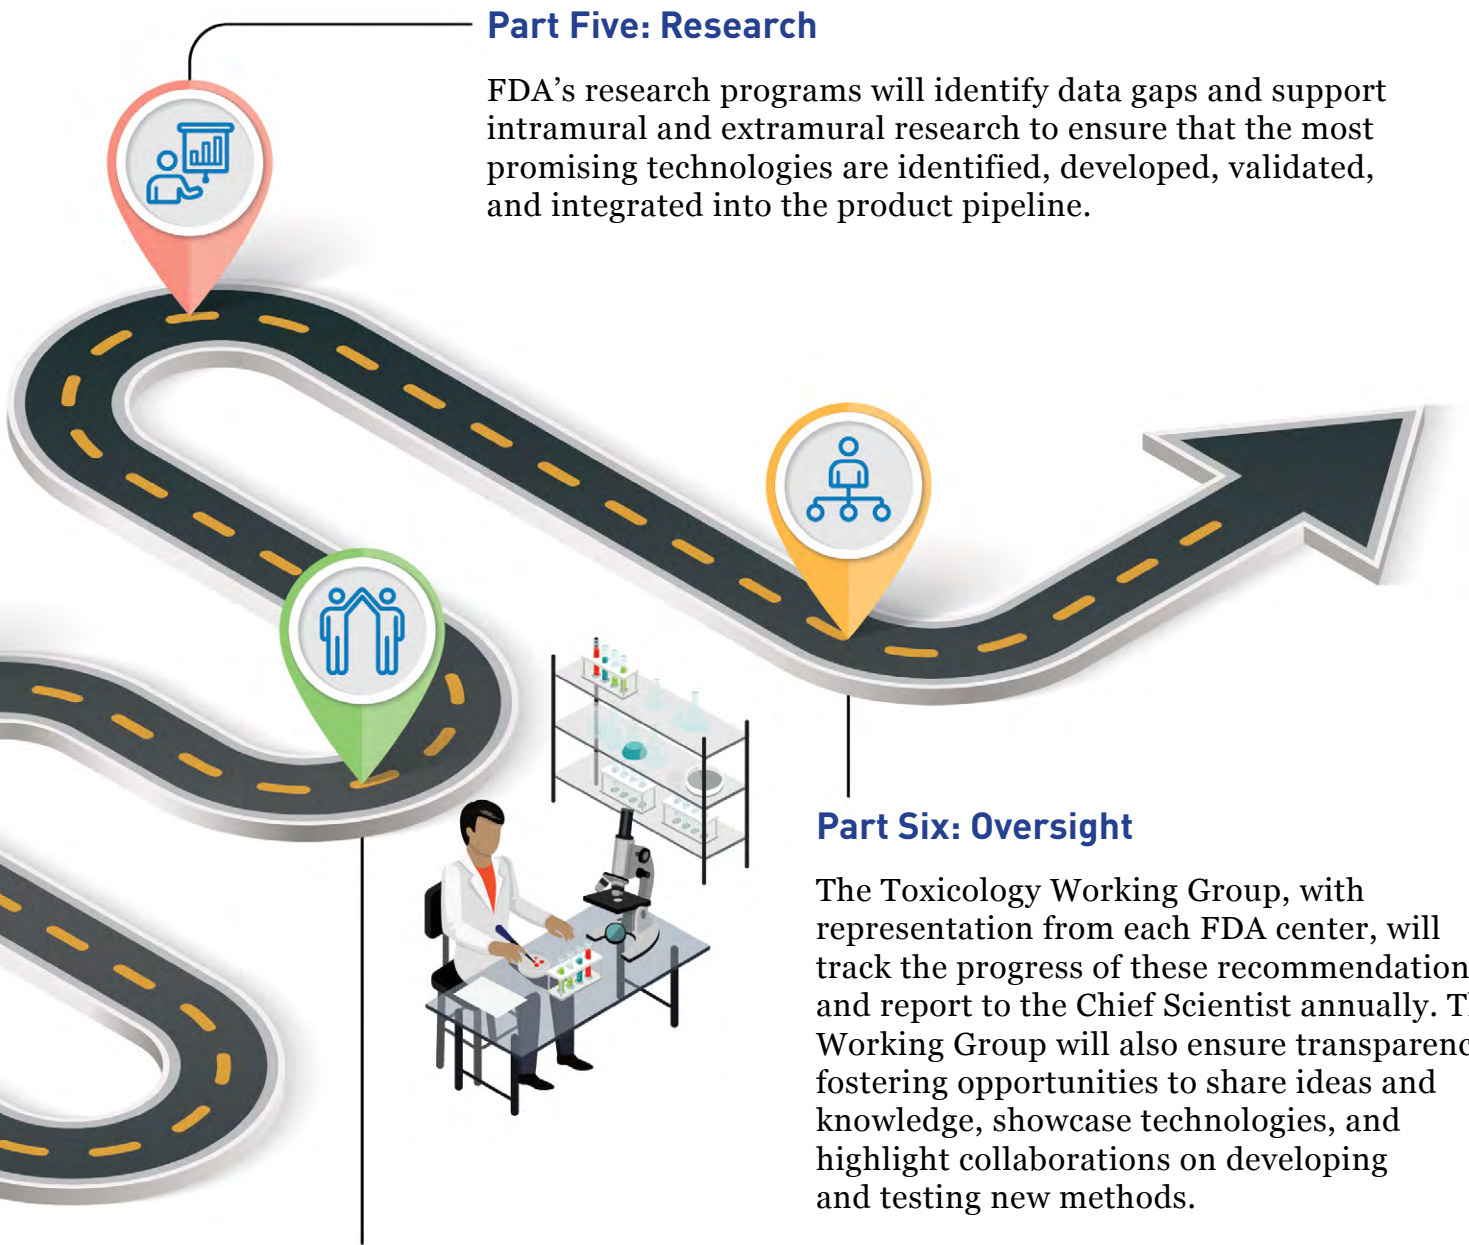 Part Five: Research
FDA’s research programs will identify data gaps and support
intramural and extramural research to ensure that the most
promising technologies are identified, developed, validated,
and integrated into the product pipeline.
Part Six: Oversight
The Toxicology Working Group, with
representation from each FDA center, will
track the progress of these recommendation
and report to the Chief Scientist annually. T
Working Group will also ensure transparenc
fostering opportunities to share ideas and
knowledge, showcase technologies, and
highlight collaborations on developing
and testing new methods.